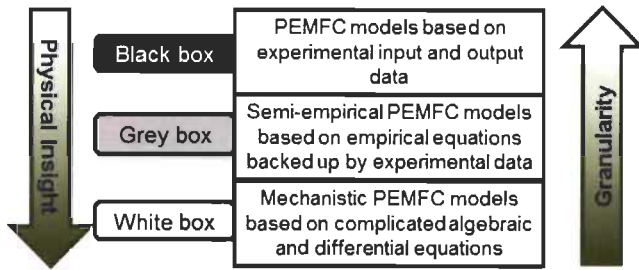 Physical Insight
Black box
PEMFC models based on
experimental input and output
data
Grey box
Semi-empirical PEMFC models
based on empirical equations
backed up by experimental data
White box
Mechanistic PEMFC models
based on complicated algebraic
and differential equations
Granularity